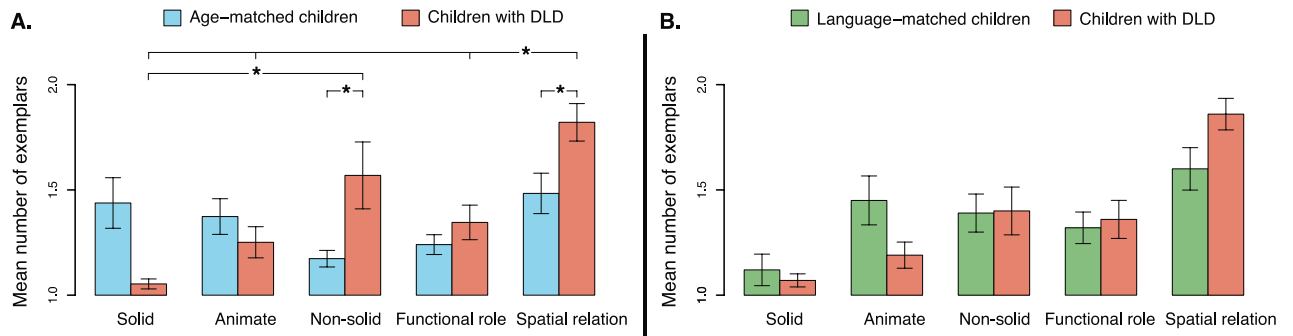 A.
Age−matched children
Children with DLD
*
*
*
*
Mean number of exemplars
2.0
1.5
1.0
Solid
Animate
Non-solid
Functional role
Spatial relation
B.
Language−matched children
Children with DLD
Mean number of exemplars
2.0
1.5
1.0
Solid
Animate
Non-solid
Functional role
Spatial relation